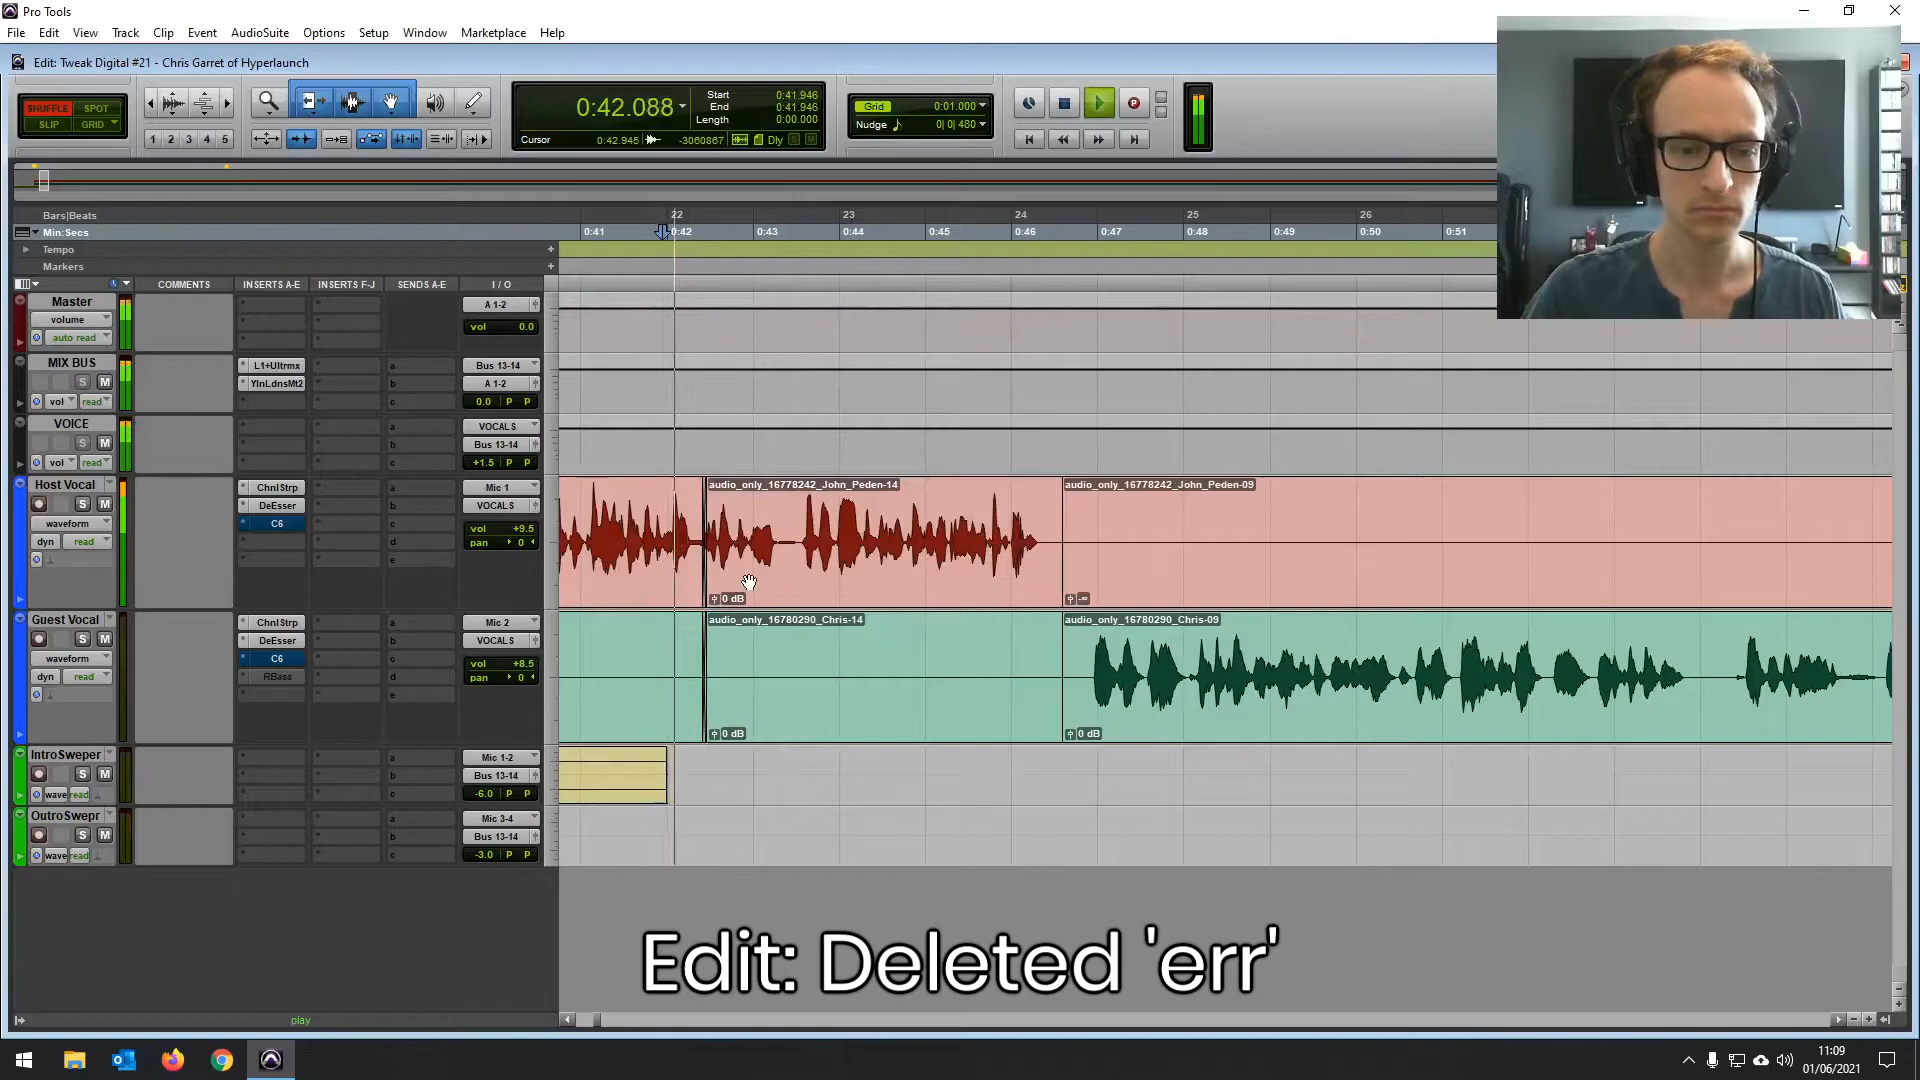 Pro Tools
File Edit View Track Clip Event AudioSuite Options Setup Window Marketplace Help
Edit: Tweak Digital #21 - Chris Garret of Hyperlaunch
SHUFFLE SPOT
SLIP GRID
1 2 3 4 5
0:42.088
Start 0:41.946
End 0:41.946
Length 0:00.000
Cursor 0:42.945 -3060867 Dly S M
Grid 0:01.000
Nudge 0| 0| 480
Bars|Beats 22 23 24 25 26
Min:Secs 0:41 0:42 0:43 0:44 0:45 0:46 0:47 0:48 0:49 0:50 0:51
Tempo
Markers
COMMENTS INSERTS A-E INSERTS F-J SENDS A-E I / O
Master A 1-2
volume vol 0.0
auto read
MIX BUS L1+Ultrmx a Bus 13-14
S M YlnLdnsMt2 b A 1-2
vol read c 0.0 P P
VOICE a VOCALS
S M b Bus 13-14
vol read c +1.5 P P
Host Vocal ChnlStrp a Mic 1 audio_only_16778242_John_Peden-14 audio_only_16778242_John_Peden-09
DeEsser b VOCALS
waveform C6 c vol +9.5
dyn read d pan 0
e
0 dB -∞
Guest Vocal ChnlStrp a Mic 2 audio_only_16780290_Chris-14 audio_only_16780290_Chris-09
DeEsser b VOCALS
waveform C6 c vol +8.5
dyn read RBass d pan 0
e
0 dB 0 dB
IntroSweper a Mic 1-2
S M b Bus 13-14
wave read c -6.0 P P
OutroSwepr a Mic 3-4
S M b Bus 13-14
wave read c -3.0 P P
Edit: Deleted 'err'
play
11:09
01/06/2021